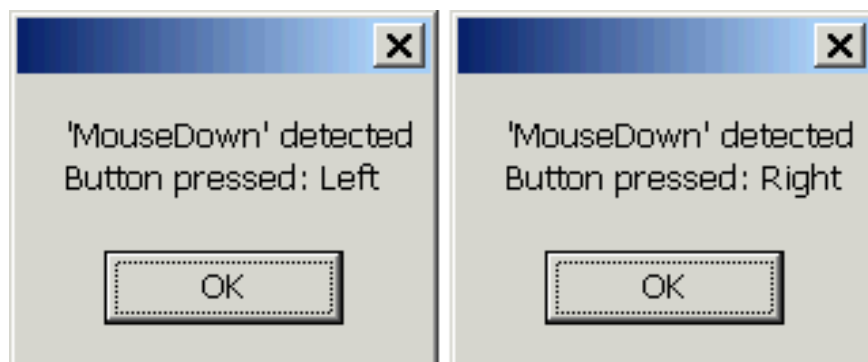 'MouseDown' detected
Button pressed: Left
OK
'MouseDown' detected
Button pressed: Right
OK